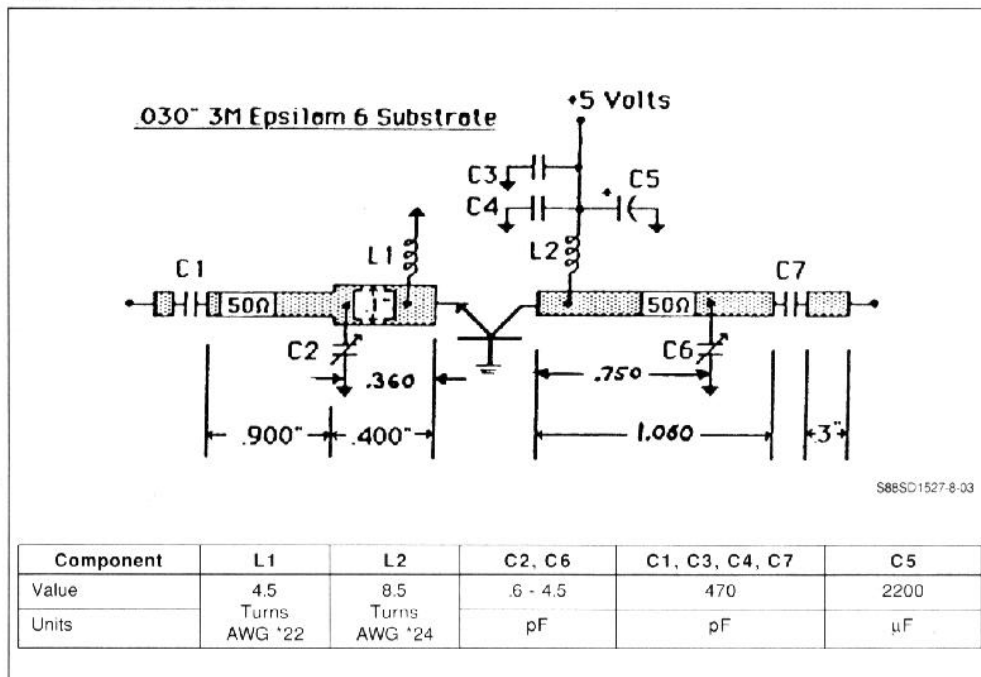 +5 Volts
.030" 3M Epsilam 6 Substrate
C3
C5
+
C4
L1
L2
C1
C7
50Ω
50Ω
C2
C6
.360
.750
.900"
.400"
1.060
.3"
S88SD1527-8-03
Component L1 L2 C2, C6 C1, C3, C4, C7 C5
Value 4.5 8.5 .6 - 4.5 470 2200
Units Turns AWG *22 Turns AWG *24 pF pF µF